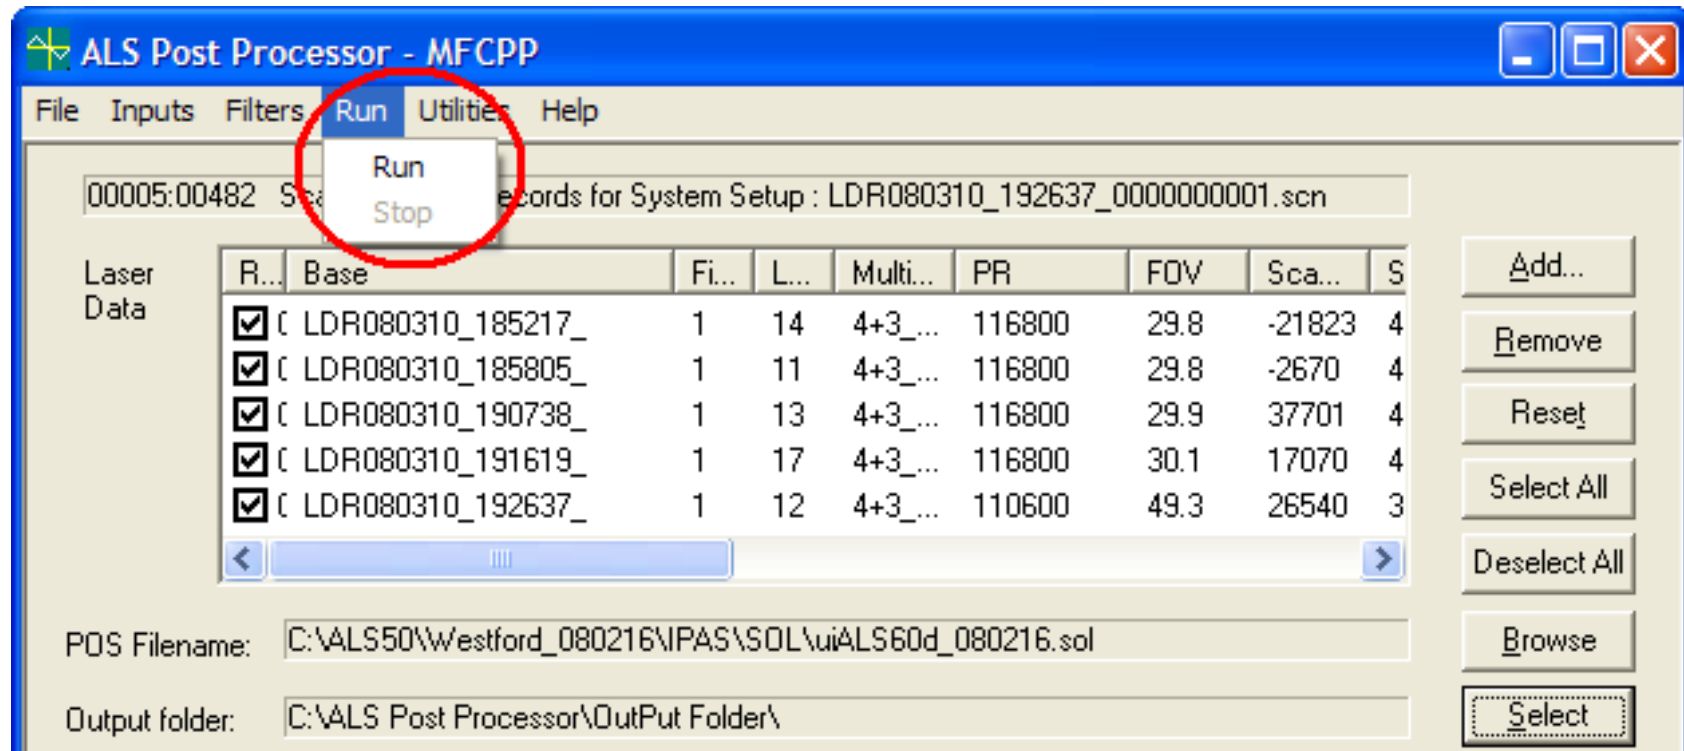 ALS Post Processor - MFCPP
File Inputs Filters Run Utilities Help
Run
Stop
00005:00482 Sca ecords for System Setup : LDR080310_192637_0000000001.scn
Laser Data
R... Base Fi... L... Multi... PR FOV Sca... S
LDR080310_185217_ 1 14 4+3_... 116800 29.8 -21823 4
LDR080310_185805_ 1 11 4+3_... 116800 29.8 -2670 4
LDR080310_190738_ 1 13 4+3_... 116800 29.9 37701 4
LDR080310_191619_ 1 17 4+3_... 116800 30.1 17070 4
LDR080310_192637_ 1 12 4+3_... 110600 49.3 26540 3
Add...
Remove
Reset
Select All
Deselect All
POS Filename: C:\ALS50\Westford_080216\IPAS\SOL\uiALS60d_080216.sol
Browse
Output folder: C:\ALS Post Processor\OutPut Folder\
Select